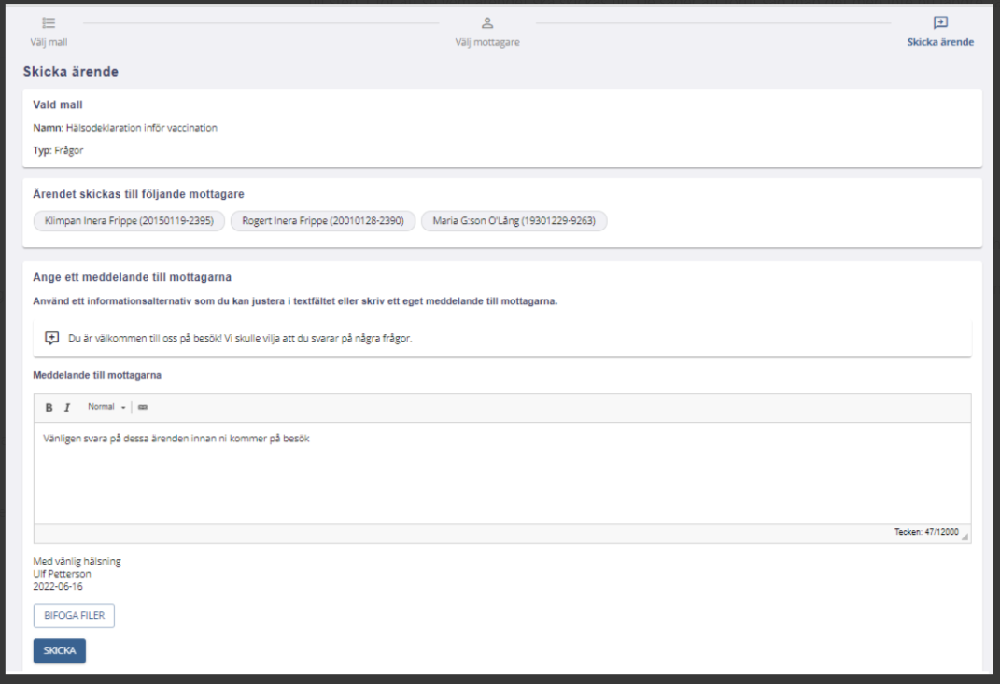 Välj mall
Välj mottagare
Skicka ärende
Skicka ärende
Vald mall
Namn: Hälsodeklaration inför vaccination
Typ: Frågor
Ärendet skickas till följande mottagare
Klimpan Inera Frippe (20150119-2395) Rogert Inera Frippe (20010128-2390) Maria G:son O'Lång (19301229-9263)
Ange ett meddelande till mottagarna
Använd ett informationsalternativ som du kan justera i textfältet eller skriv ett eget meddelande till mottagarna.
Du är välkommen till oss på besök! Vi skulle vilja att du svarar på några frågor.
Meddelande till mottagarna
B I Normal
Vänligen svara på dessa ärenden innan ni kommer på besök
Tecken: 47/12000
Med vänlig hälsning
Ulf Petterson
2022-06-16
BIFOGA FILER
SKICKA